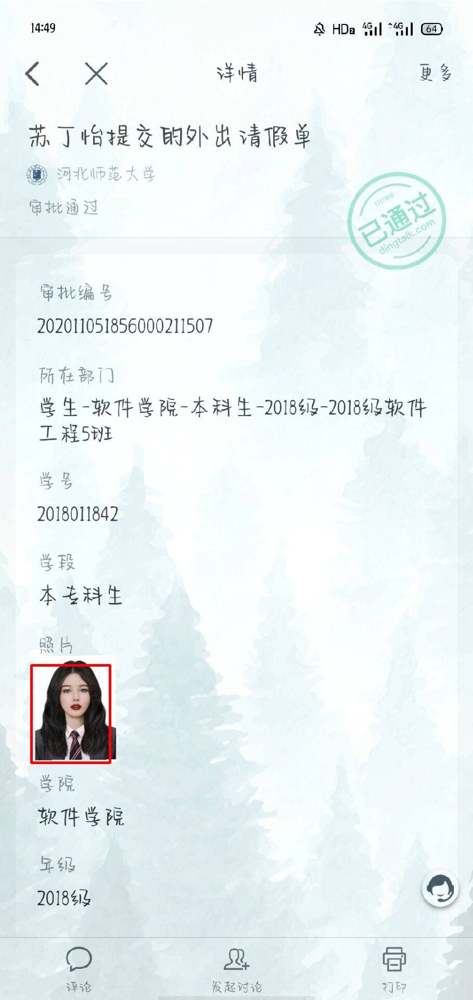 14:49
HD2 4G 4G 64
详情
更多
苏丁怡提交的外出请假单
河北师范大学
审批通过
钉钉审批
已通过
dingtalk.com
审批编号
202011051856000211507
所在部门
学生-软件学院-本科生-2018级-2018级软件
工程5班
学号
2018011842
学段
本专科生
照片
学院
软件学院
年级
2018级
评论
发起讨论
打印